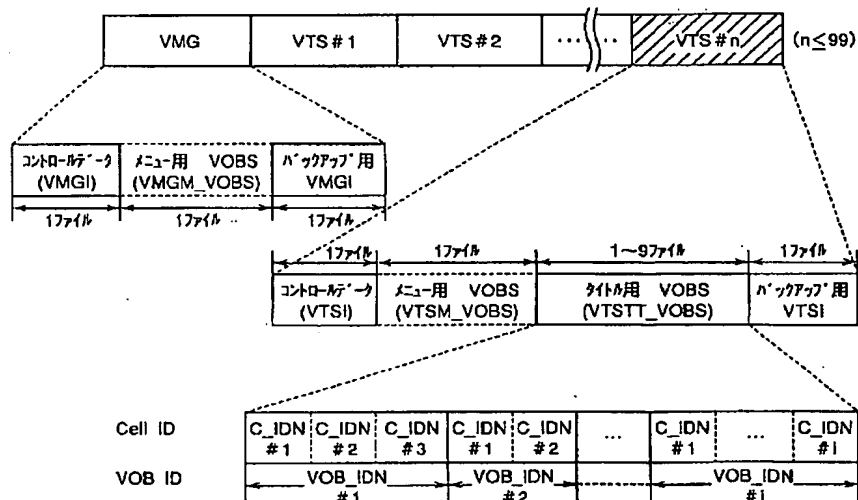 VMG VTS#1 VTS#2 ..... VTS#n (n≤99)
コントロールデータ メニュー用 VOBS バックアップ用
(VMGI) (VMGM_VOBS) VMGI
1ファイル 1ファイル 1ファイル
1ファイル 1ファイル 1〜9ファイル 1ファイル
コントロールデータ メニュー用 VOBS タイトル用 VOBS バックアップ用
(VTSI) (VTSM_VOBS) (VTSTT_VOBS) VTSI
Cell ID C_IDN C_IDN C_IDN C_IDN C_IDN ... C_IDN ... C_IDN
#1 #2 #3 #1 #2 #1 #i
VOB ID VOB_IDN VOB_IDN VOB_IDN
#1 #2 #i